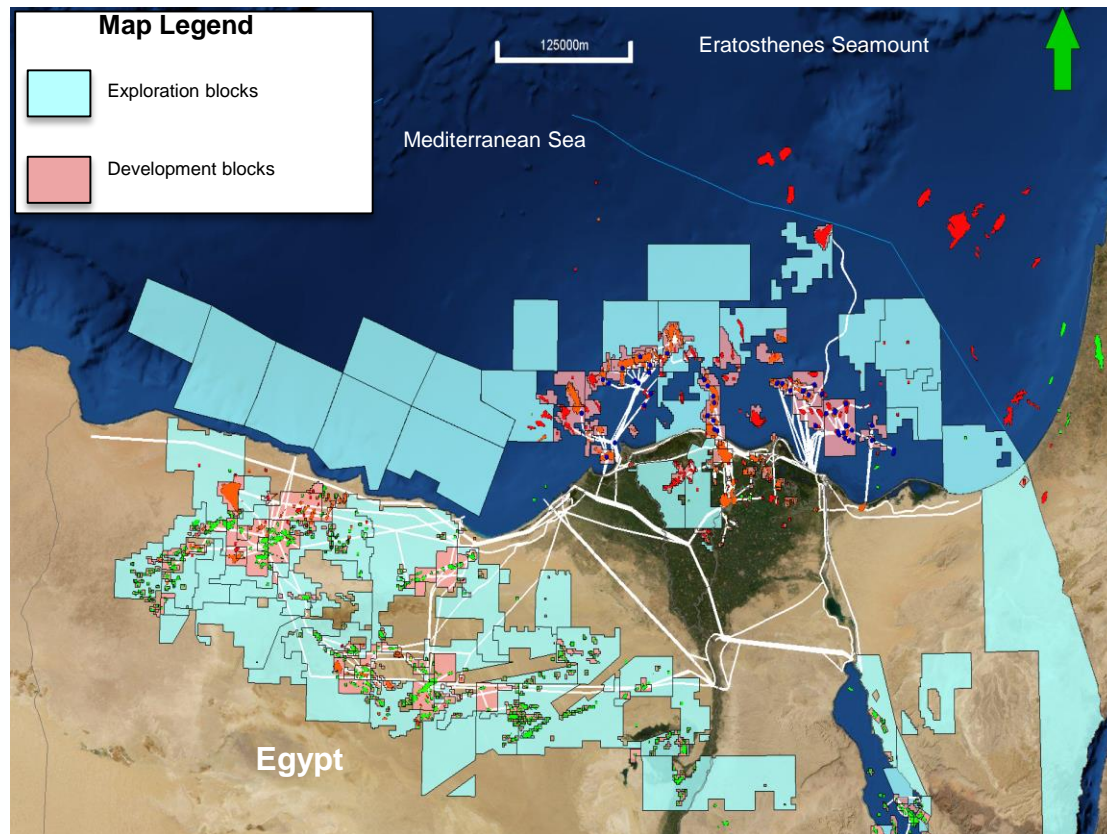 Map Legend
Exploration blocks
Development blocks
125000m
Eratosthenes Seamount
Mediterranean Sea
Egypt